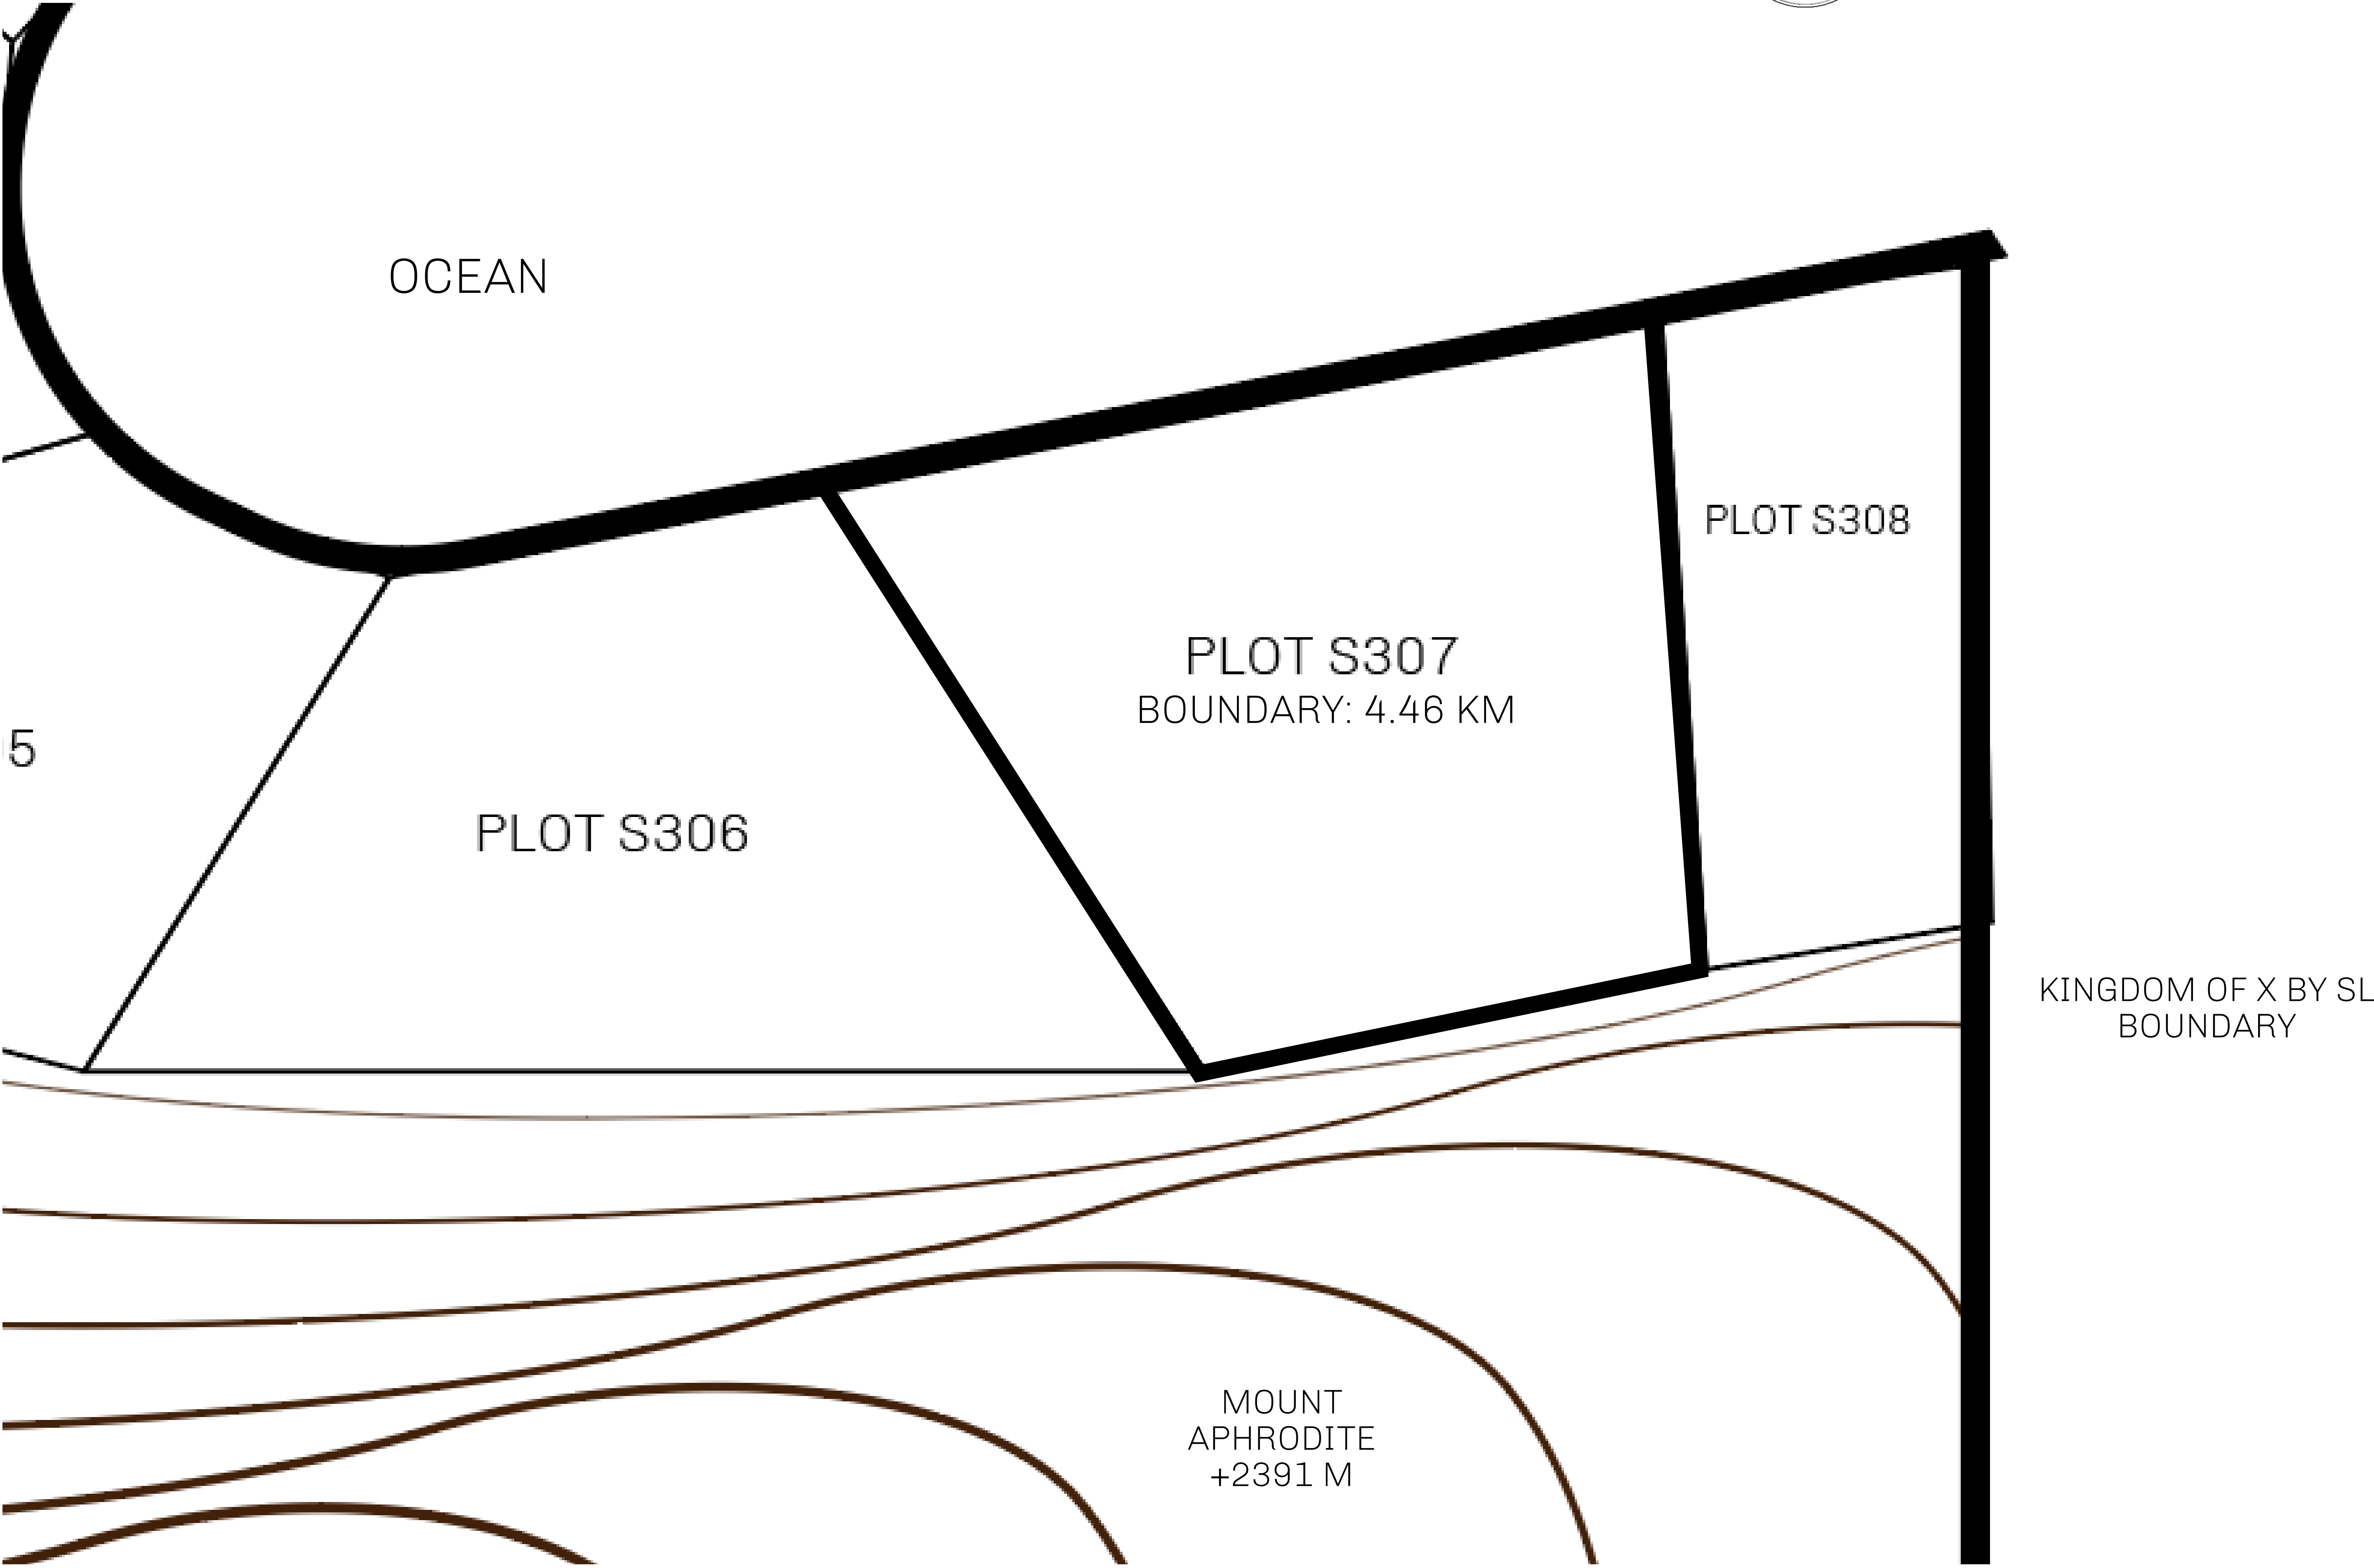 OCEAN
PLOT S308
PLOT S307
BOUNDARY: 4.46 KM
5
PLOT S306
KINGDOM OF X BY SL
BOUNDARY
MOUNT
APHRODITE
+2391 M